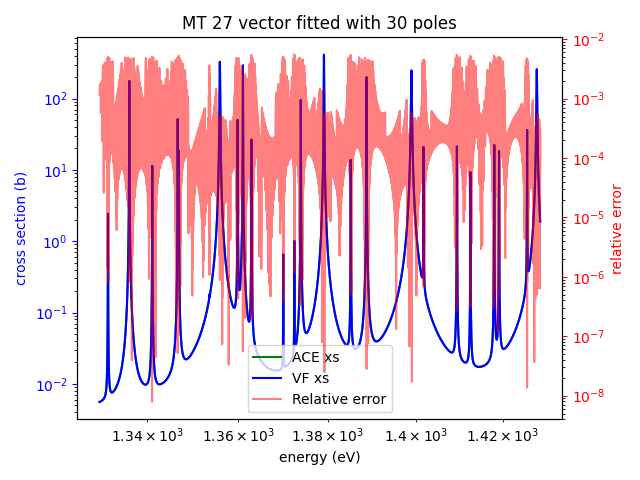 MT 27 vector fitted with 30 poles
cross section (b)
10² 10¹ 10⁰ 10⁻¹ 10⁻²
10⁻² 10⁻³ 10⁻⁴ 10⁻⁵ 10⁻⁶ 10⁻⁷ 10⁻⁸
relative error
ACE xs
VF xs
Relative error
1.34 × 10³ 1.36 × 10³ 1.38 × 10³ 1.4 × 10³ 1.42 × 10³
energy (eV)